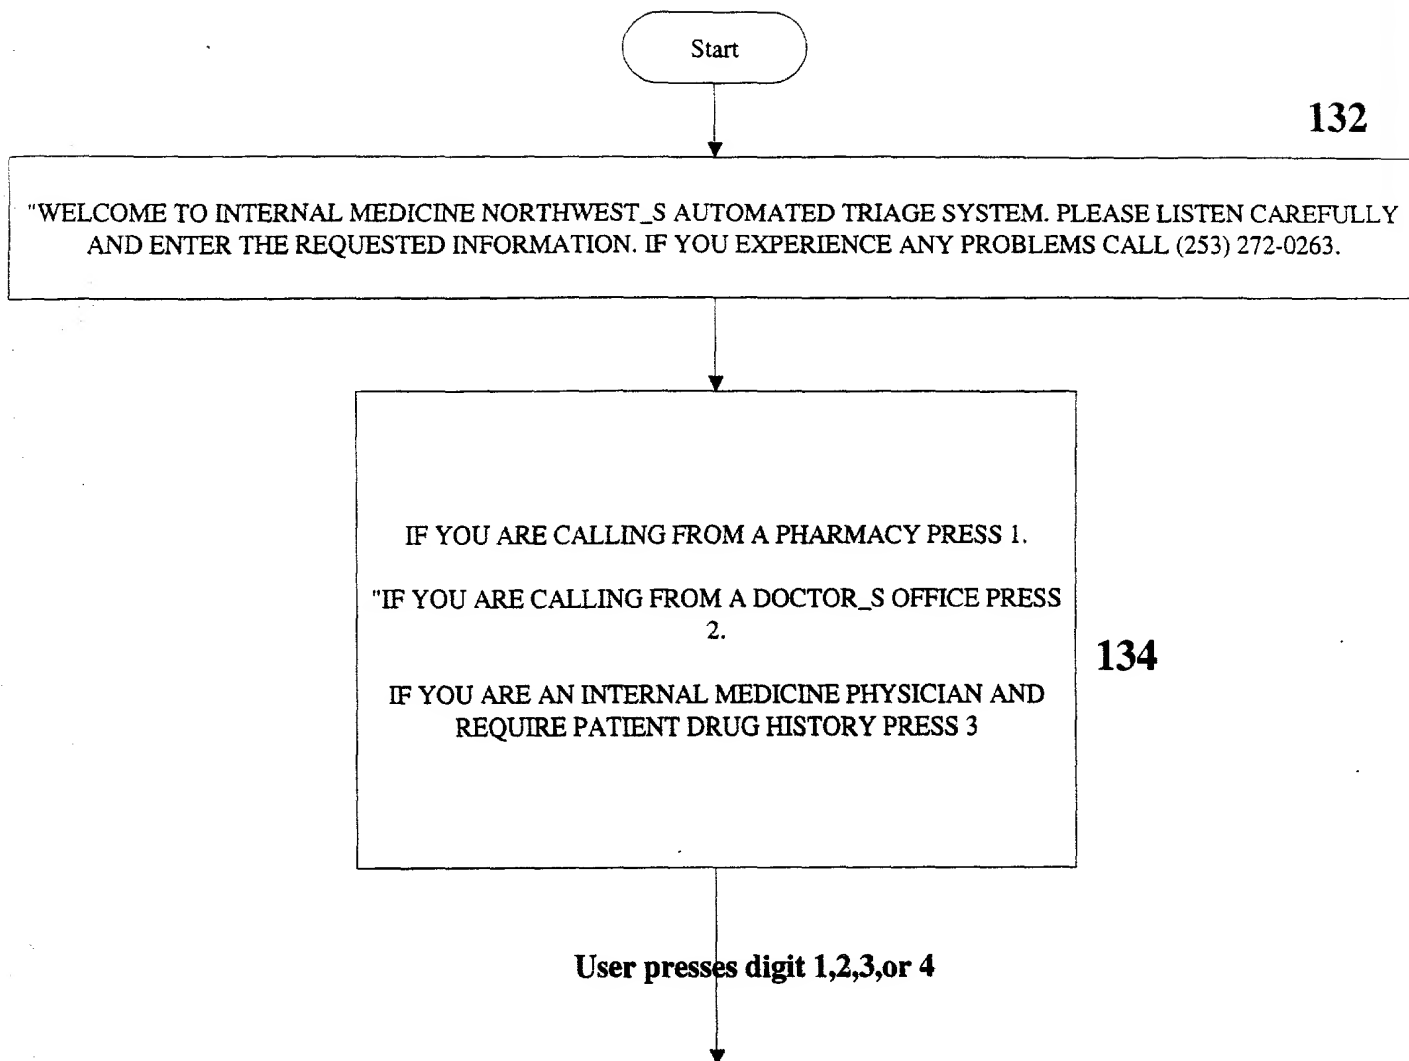 Start
132
"WELCOME TO INTERNAL MEDICINE NORTHWEST_S AUTOMATED TRIAGE SYSTEM. PLEASE LISTEN CAREFULLY
AND ENTER THE REQUESTED INFORMATION. IF YOU EXPERIENCE ANY PROBLEMS CALL (253) 272-0263.
IF YOU ARE CALLING FROM A PHARMACY PRESS 1.
"IF YOU ARE CALLING FROM A DOCTOR_S OFFICE PRESS
2.
134
IF YOU ARE AN INTERNAL MEDICINE PHYSICIAN AND
REQUIRE PATIENT DRUG HISTORY PRESS 3
User presses digit 1,2,3,or 4